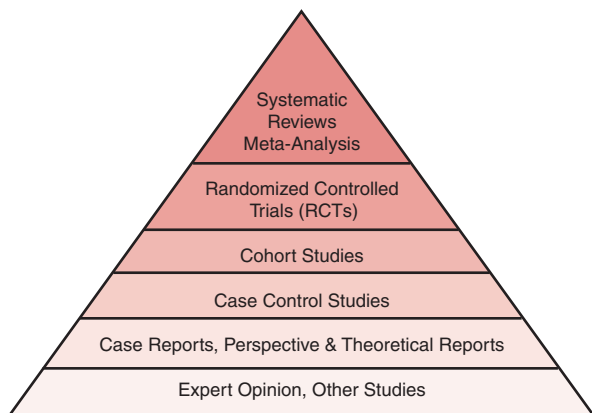 Systematic
Reviews
Meta-Analysis
Randomized Controlled
Trials (RCTs)
Cohort Studies
Case Control Studies
Case Reports, Perspective & Theoretical Reports
Expert Opinion, Other Studies